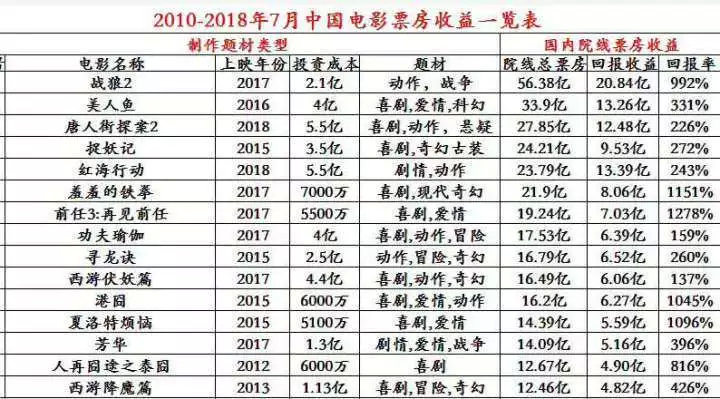 2010-2018年7月中国电影票房收益一览表
制作题材类型 国内院线票房收益
电影名称 上映年份 投资成本 题材 院线总票房 回报收益 回报率
战狼2 2017 2.1亿 动作，战争 56.38亿 20.84亿 992%
美人鱼 2016 4亿 喜剧,爱情,科幻 33.9亿 13.26亿 331%
唐人街探案2 2018 5.5亿 喜剧,动作，悬疑 27.85亿 12.48亿 226%
捉妖记 2015 3.5亿 喜剧,奇幻古装 24.21亿 9.53亿 272%
红海行动 2018 5.5亿 剧情,动作 23.79亿 13.39亿 243%
羞羞的铁拳 2017 7000万 喜剧,现代奇幻 21.9亿 8.06亿 1151%
前任3:再见前任 2017 5500万 喜剧,爱情 19.24亿 7.03亿 1278%
功夫瑜伽 2017 4亿 喜剧,动作,冒险 17.53亿 6.39亿 159%
寻龙诀 2015 2.5亿 动作,冒险,奇幻 16.79亿 6.52亿 260%
西游伏妖篇 2017 4.4亿 喜剧,动作,奇幻 16.49亿 6.06亿 137%
港囧 2015 6000万 喜剧,爱情,动作 16.2亿 6.27亿 1045%
夏洛特烦恼 2015 5100万 喜剧,爱情 14.39亿 5.59亿 1096%
芳华 2017 1.3亿 剧情,爱情,战争 14.09亿 5.16亿 396%
人再囧途之泰囧 2012 6000万 喜剧 12.67亿 4.90亿 816%
西游降魔篇 2013 1.13亿 喜剧,冒险,奇幻 12.46亿 4.82亿 426%